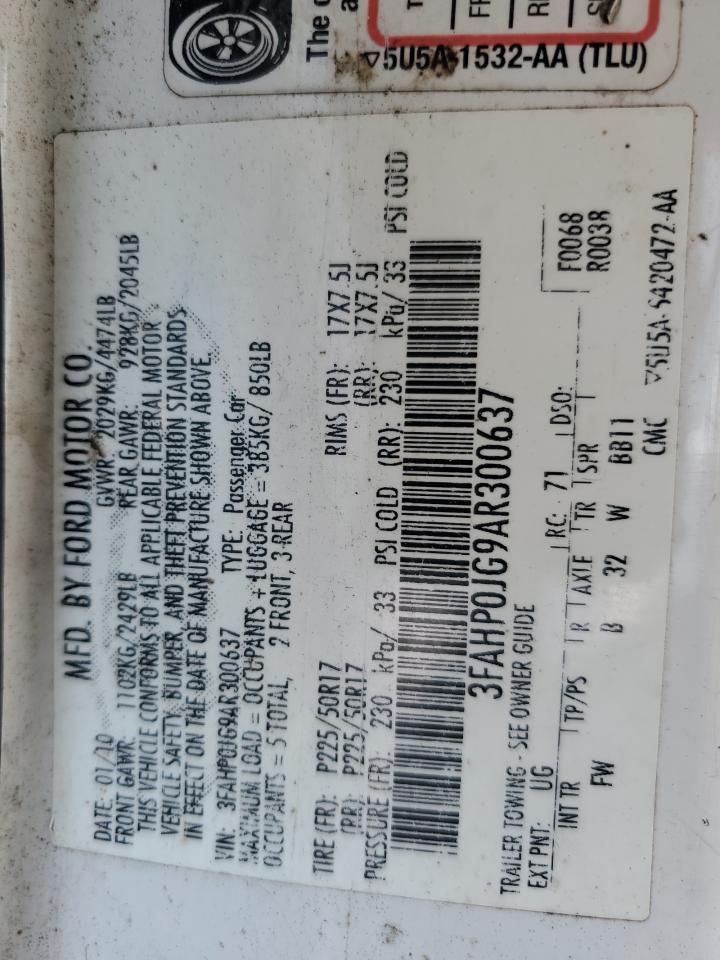 The
5U5A-1532-AA (TLU)
MFD. BY FORD MOTOR CO.
DATE: 01/10 GVWR: 2029KG/4474LB
FRONT GAWR: 1102KG/2429LB REAR GAWR: 928KG/2045LB
THIS VEHICLE CONFORMS TO ALL APPLICABLE FEDERAL MOTOR
VEHICLE SAFETY, BUMPER, AND THEFT PREVENTION STANDARDS
IN EFFECT ON THE DATE OF MANUFACTURE SHOWN ABOVE.
VIN: 3FAHP0JG9AR300637 TYPE: Passenger Car
MAXIMUM LOAD = OCCUPANTS + LUGGAGE = 385KG/ 850LB
OCCUPANTS = 5 TOTAL, 2 FRONT, 3 REAR
TIRE (FR): P225/50R17 RIMS (FR): 17X7.5J
(RR): P225/50R17 (RR): 17X7.5J
PRESSURE (FR): 230 kPa/ 33 PSI COLD (RR): 230 kPa/ 33 PSI COLD
3FAHP0JG9AR300637
TRAILER TOWING - SEE OWNER GUIDE
EXT PNT: UG RC: 71 DSO: F0068
R0038
INT TR TP/PS R AXLE TR SPR
FW B 32 W BB11
CMC 5U5A-5420472-AA